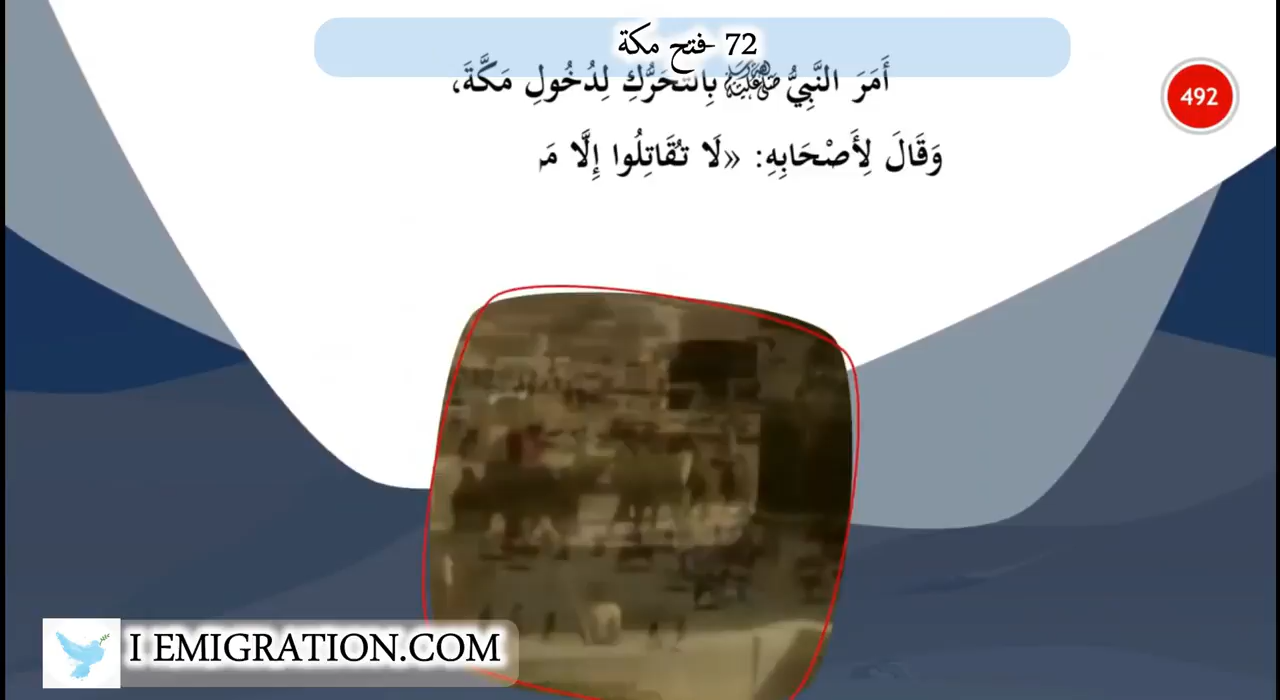 72 -فتح مكة
أَمَرَ النَّبِيُّ ﷺ بِالتَّحَرُّكِ لِدُخُولِ مَكَّةَ،
492
وَقَالَ لِأَصْحَابِهِ: «لَا تُقَاتِلُوا إِلَّا
I EMIGRATION.COM